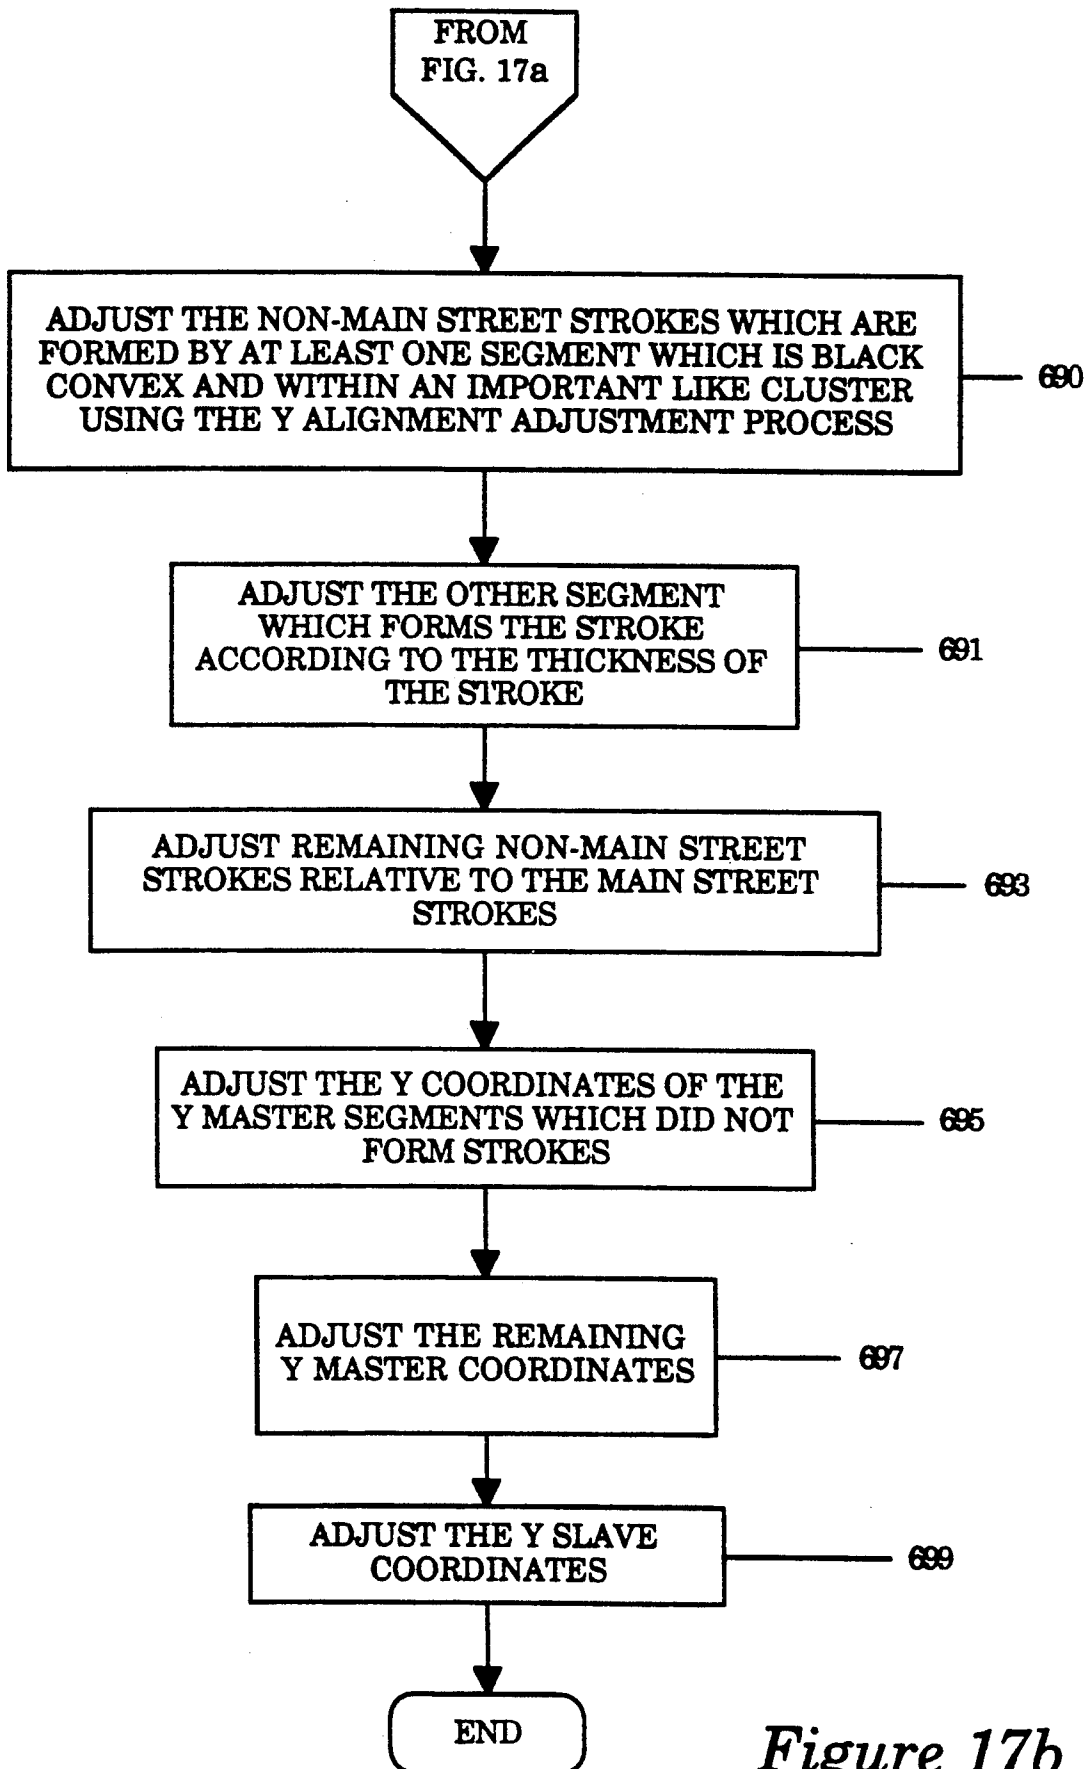 FROM
FIG. 17a
ADJUST THE NON-MAIN STREET STROKES WHICH ARE
FORMED BY AT LEAST ONE SEGMENT WHICH IS BLACK
CONVEX AND WITHIN AN IMPORTANT LIKE CLUSTER
USING THE Y ALIGNMENT ADJUSTMENT PROCESS
690
ADJUST THE OTHER SEGMENT
WHICH FORMS THE STROKE
ACCORDING TO THE THICKNESS OF
THE STROKE
691
ADJUST REMAINING NON-MAIN STREET
STROKES RELATIVE TO THE MAIN STREET
STROKES
693
ADJUST THE Y COORDINATES OF THE
Y MASTER SEGMENTS WHICH DID NOT
FORM STROKES
695
ADJUST THE REMAINING
Y MASTER COORDINATES
697
ADJUST THE Y SLAVE
COORDINATES
699
END
Figure 17b